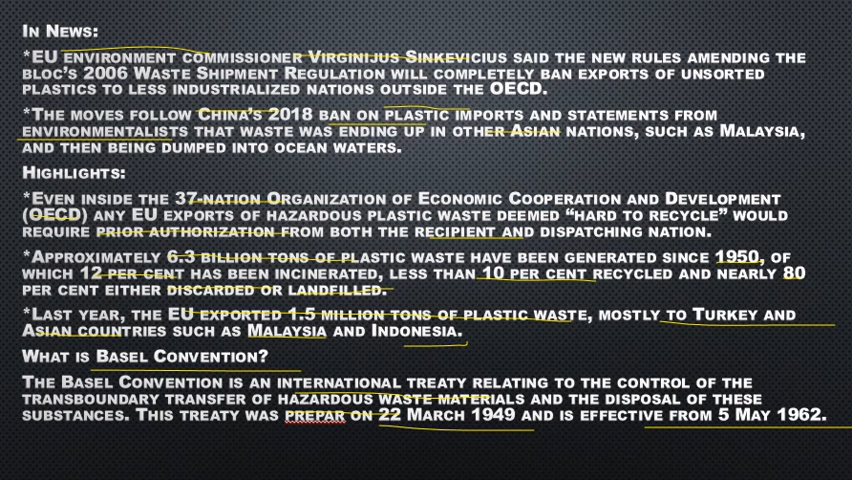 In News:
*EU environment commissioner Virginijus Sinkevicius said the new rules amending the
bloc's 2006 Waste Shipment Regulation will completely ban exports of unsorted
plastics to less industrialized nations outside the OECD.
*The moves follow China's 2018 ban on plastic imports and statements from
environmentalists that waste was ending up in other Asian nations, such as Malaysia,
and then being dumped into ocean waters.
Highlights:
*Even inside the 37-nation Organization of Economic Cooperation and Development
(OECD) any EU exports of hazardous plastic waste deemed “hard to recycle” would
require prior authorization from both the recipient and dispatching nation.
*Approximately 6.3 billion tons of plastic waste have been generated since 1950, of
which 12 per cent has been incinerated, less than 10 per cent recycled and nearly 80
per cent either discarded or landfilled.
*Last year, the EU exported 1.5 million tons of plastic waste, mostly to Turkey and
Asian countries such as Malaysia and Indonesia.
What is Basel Convention?
The Basel Convention is an international treaty relating to the control of the
transboundary transfer of hazardous waste materials and the disposal of these
substances. This treaty was prepar on 22 March 1949 and is effective from 5 May 1962.